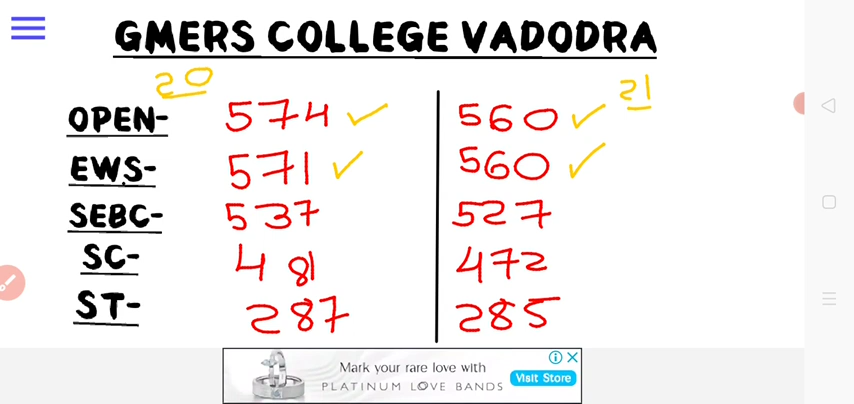 GMERS COLLEGE VADODRA
20 21
OPEN- 574 560
EWS- 571 560
SEBC- 537 527
SC- 481 472
ST- 287 285
Mark your rare love with
PLATINUM LOVE BANDS
Visit Store